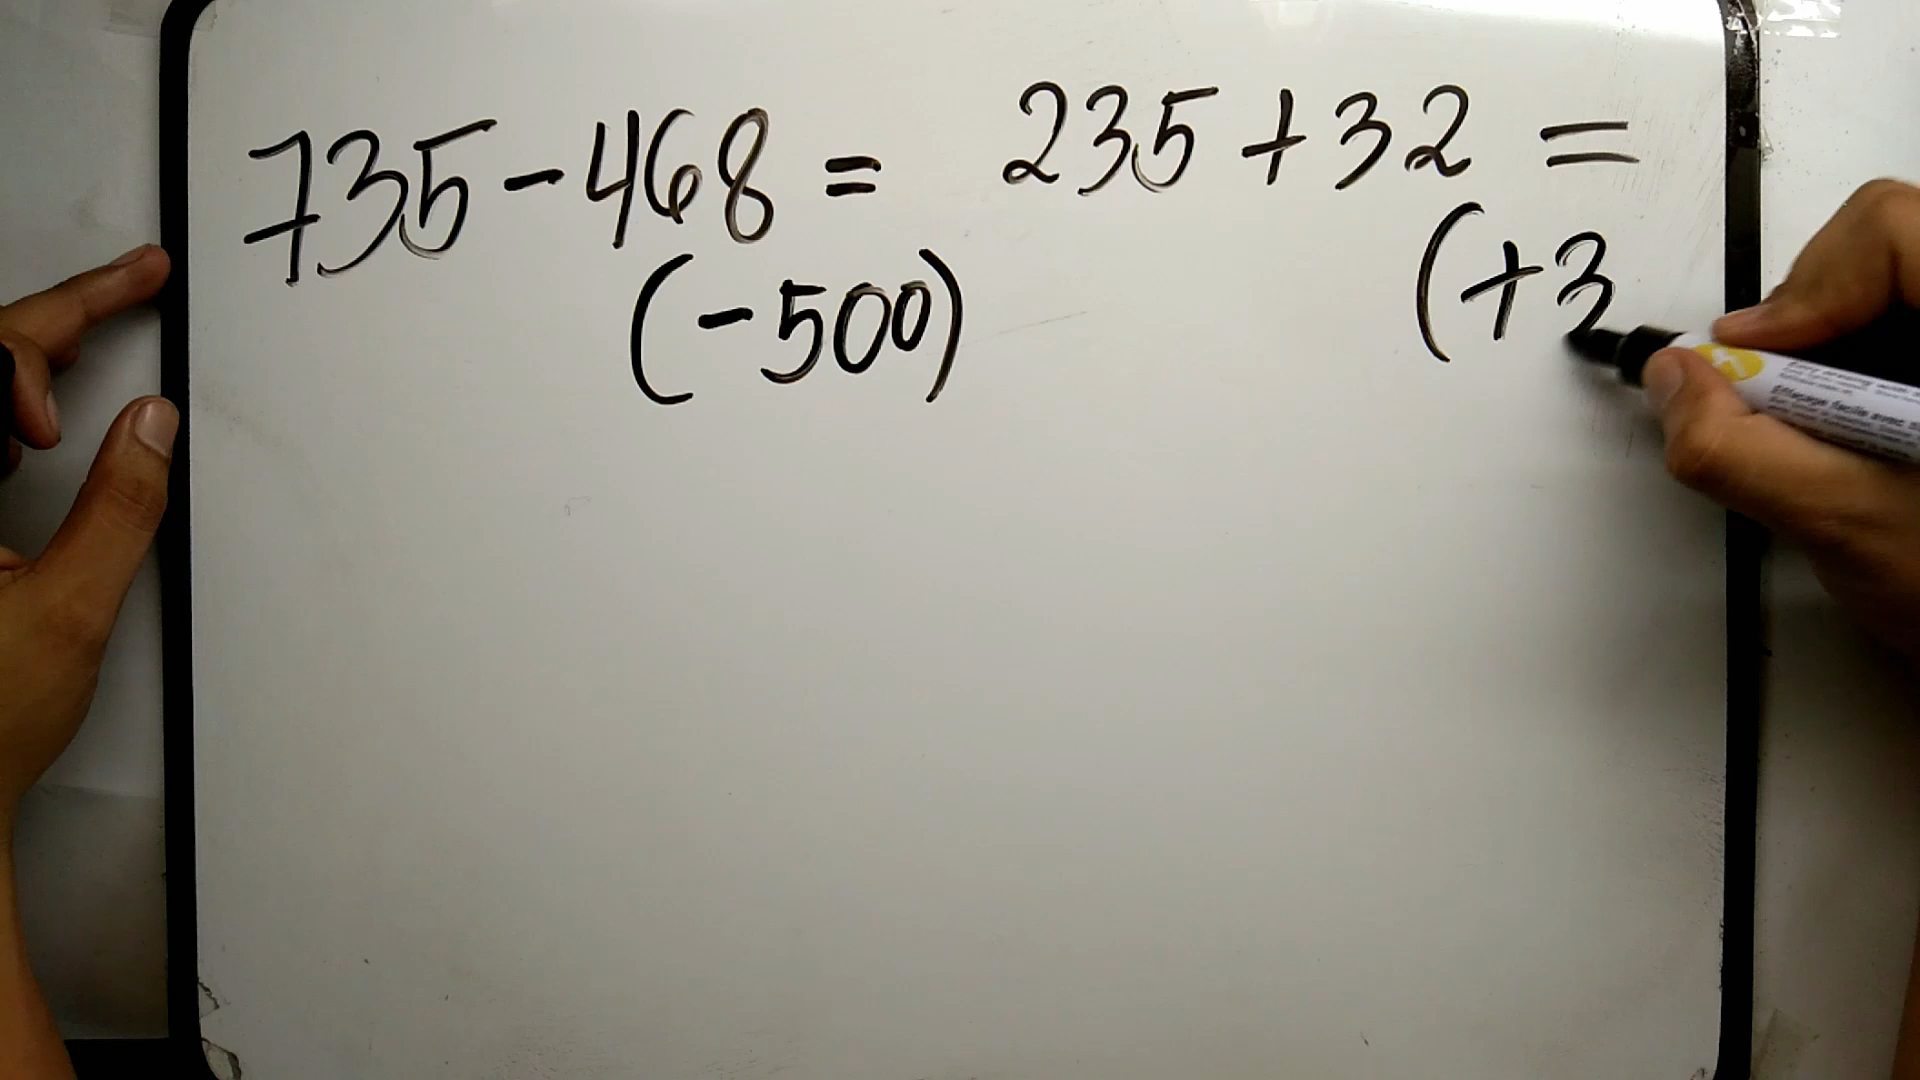 735 - 468 = 235 + 32 =
(-500) (+3